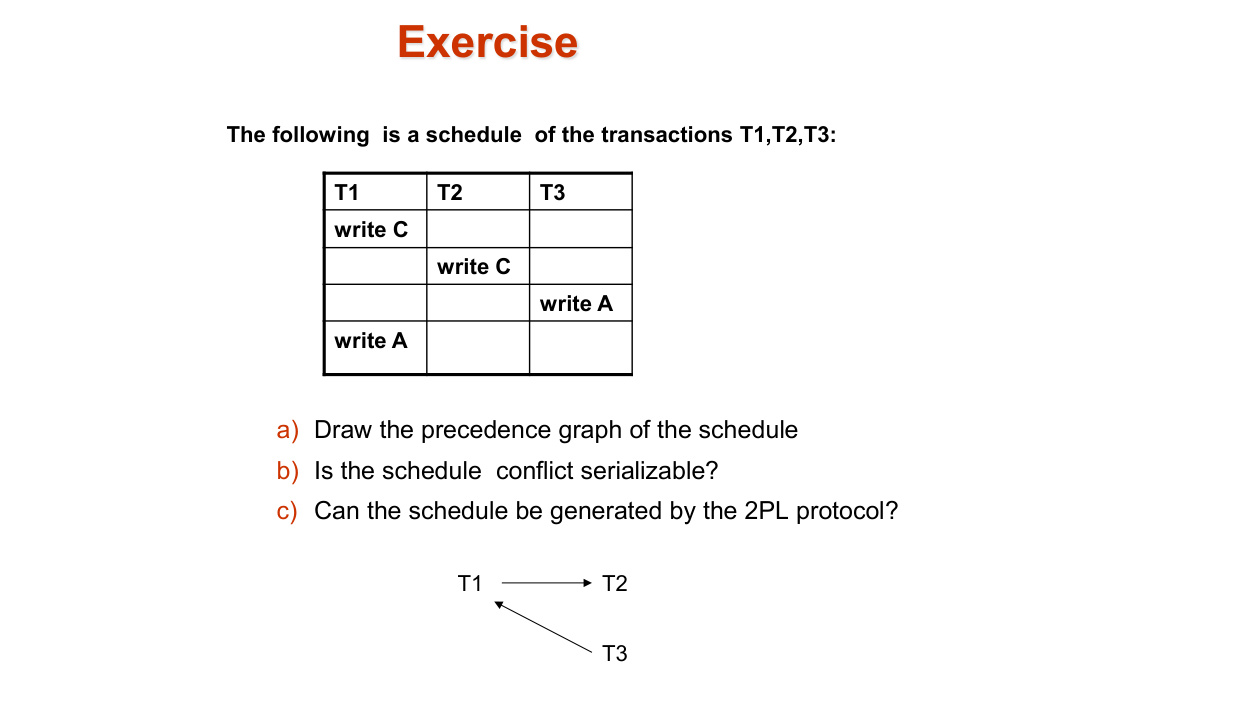 Exercise
The following  is a schedule  of the transactions T1,T2,T3:
T1 T2 T3
write C
write C
write A
write A
a) Draw the precedence graph of the schedule
b) Is the schedule  conflict serializable?
c) Can the schedule be generated by the 2PL protocol?
T1 T2
T3